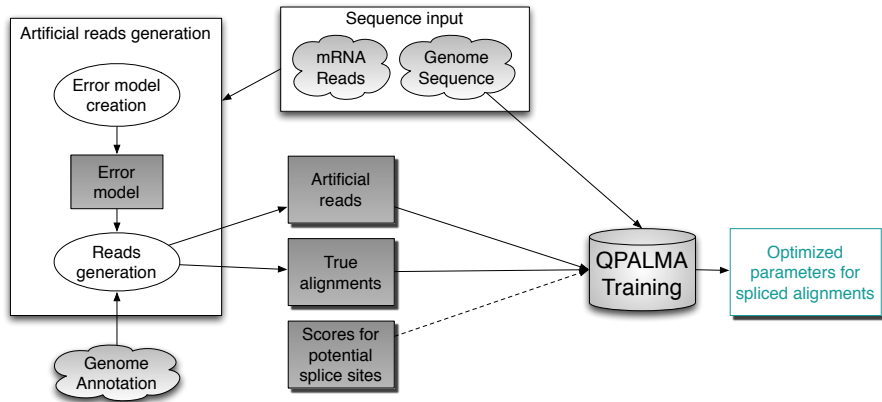 Artificial reads generation
Error model
creation
Error
model
Reads
generation
Genome
Annotation
Sequence input
mRNA
Reads
Genome
Sequence
Artificial
reads
True
alignments
Scores for
potential
splice sites
QPALMA
Training
Optimized
parameters for
spliced alignments